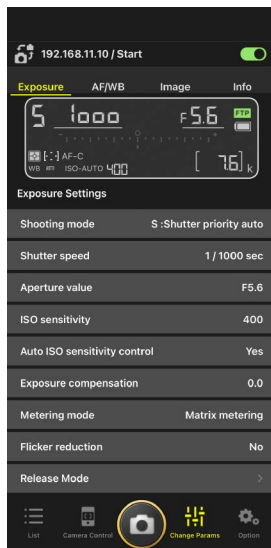 192.168.11.10 / Start
Exposure AF/WB Image Info
S 1000 F5.6 FTP
AF-C
WB ISO-AUTO 400 [ 7.6] k
Exposure Settings
Shooting mode S :Shutter priority auto
Shutter speed 1 / 1000 sec
Aperture value F5.6
ISO sensitivity 400
Auto ISO sensitivity control Yes
Exposure compensation 0.0
Metering mode Matrix metering
Flicker reduction No
Release Mode >
List Camera Control Change Params Option